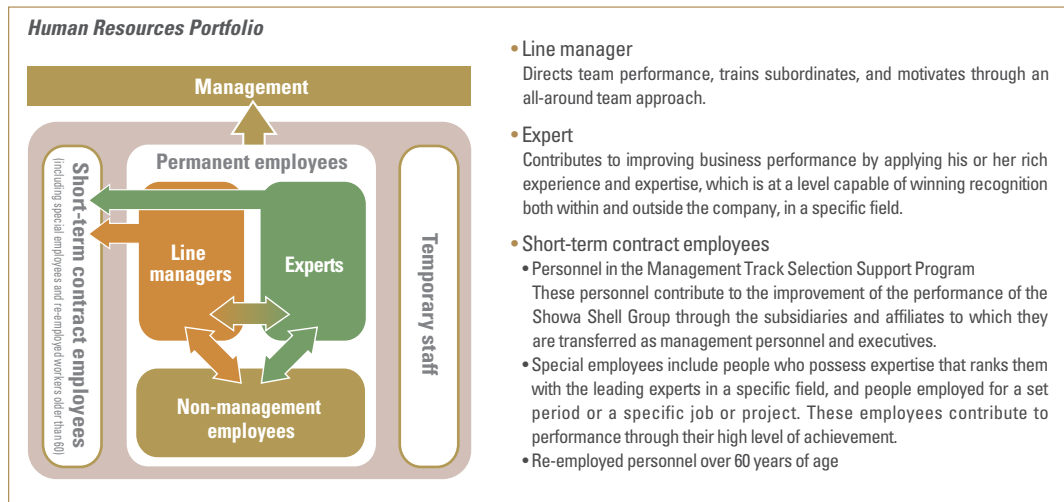 Human Resources Portfolio
Management
Short-term contract employees
(including special employees and re-employed workers older than 60)
Permanent employees
Line
managers
Experts
Non-management
employees
Temporary staff
• Line manager
Directs team performance, trains subordinates, and motivates through an
all-around team approach.
• Expert
Contributes to improving business performance by applying his or her rich
experience and expertise, which is at a level capable of winning recognition
both within and outside the company, in a specific field.
• Short-term contract employees
• Personnel in the Management Track Selection Support Program
These personnel contribute to the improvement of the performance of the
Showa Shell Group through the subsidiaries and affiliates to which they
are transferred as management personnel and executives.
• Special employees include people who possess expertise that ranks them
with the leading experts in a specific field, and people employed for a set
period or a specific job or project. These employees contribute to
performance through their high level of achievement.
• Re-employed personnel over 60 years of age